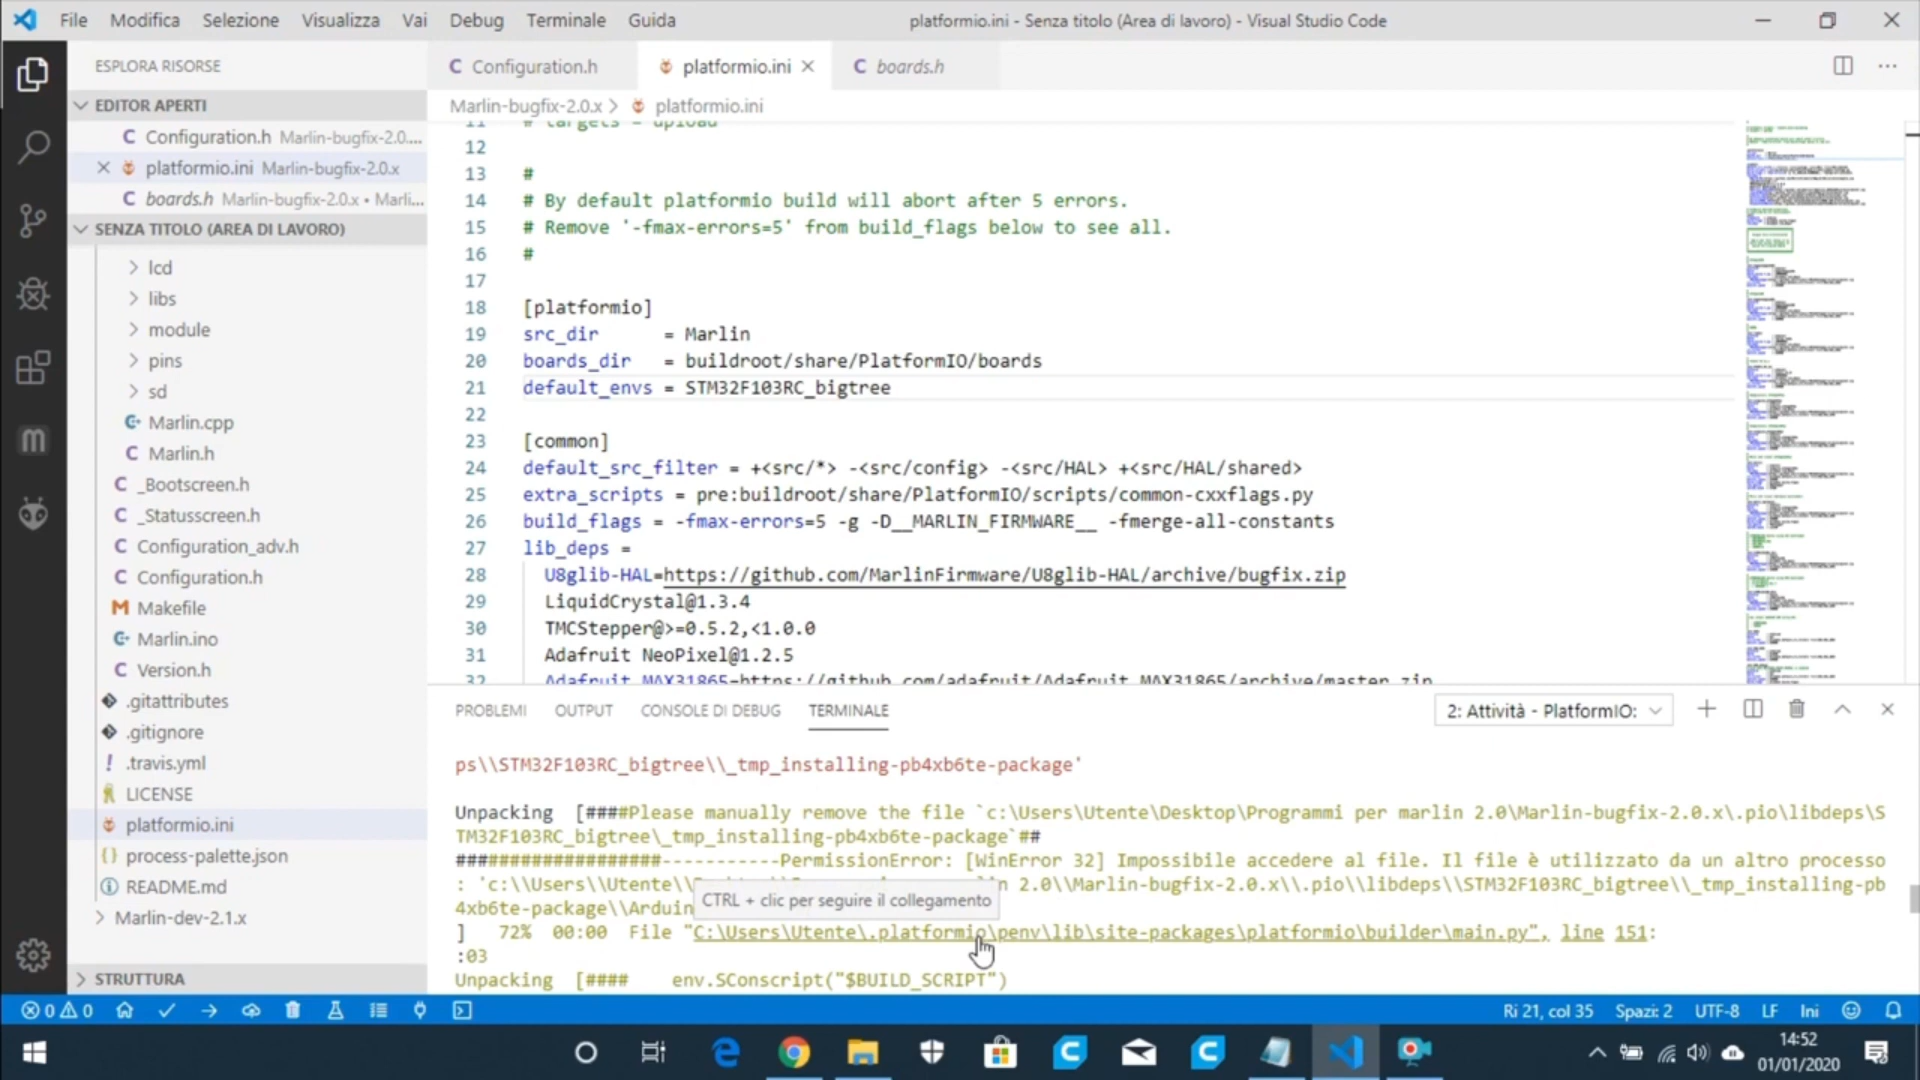 File Modifica Selezione Visualizza Vai Debug Terminale Guida platformio.ini - Senza titolo (Area di lavoro) - Visual Studio Code
ESPLORA RISORSE
EDITOR APERTI
Configuration.h Marlin-bugfix-2.0....
platformio.ini Marlin-bugfix-2.0.x
boards.h Marlin-bugfix-2.0.x • Marli...
SENZA TITOLO (AREA DI LAVORO)
lcd
libs
module
pins
sd
Marlin.cpp
Marlin.h
_Bootscreen.h
_Statusscreen.h
Configuration_adv.h
Configuration.h
Makefile
Marlin.ino
Version.h
.gitattributes
.gitignore
.travis.yml
LICENSE
platformio.ini
process-palette.json
README.md
Marlin-dev-2.1.x
STRUTTURA
Configuration.h platformio.ini boards.h
Marlin-bugfix-2.0.x > platformio.ini
11 # targets = upload
12
13 #
14 # By default platformio build will abort after 5 errors.
15 # Remove '-fmax-errors=5' from build_flags below to see all.
16 #
17
18 [platformio]
19 src_dir = Marlin
20 boards_dir = buildroot/share/PlatformIO/boards
21 default_envs = STM32F103RC_bigtree
22
23 [common]
24 default_src_filter = +<src/*> -<src/config> -<src/HAL> +<src/HAL/shared>
25 extra_scripts = pre:buildroot/share/PlatformIO/scripts/common-cxxflags.py
26 build_flags = -fmax-errors=5 -g -D__MARLIN_FIRMWARE__ -fmerge-all-constants
27 lib_deps =
28 U8glib-HAL=https://github.com/MarlinFirmware/U8glib-HAL/archive/bugfix.zip
29 LiquidCrystal@1.3.4
30 TMCStepper@>=0.5.2,<1.0.0
31 Adafruit NeoPixel@1.2.5
32 Adafruit_MAX31865=https://github.com/adafruit/Adafruit_MAX31865/archive/master.zip
PROBLEMI OUTPUT CONSOLE DI DEBUG TERMINALE 2: Attività - PlatformIO:
ps\\STM32F103RC_bigtree\\_tmp_installing-pb4xb6te-package'
Unpacking [####Please manually remove the file `c:\Users\Utente\Desktop\Programmi per marlin 2.0\Marlin-bugfix-2.0.x\.pio\libdeps\S
TM32F103RC_bigtree\_tmp_installing-pb4xb6te-package`##
###################-----------PermissionError: [WinError 32] Impossibile accedere al file. Il file è utilizzato da un altro processo
: 'c:\\Users\\Utente\\ 2.0\\Marlin-bugfix-2.0.x\\.pio\\libdeps\\STM32F103RC_bigtree\\_tmp_installing-pb
CTRL + clic per seguire il collegamento
4xb6te-package\\Arduin
] 72% 00:00 File "C:\Users\Utente\.platformio\penv\lib\site-packages\platformio\builder\main.py", line 151:
:03
Unpacking [#### env.SConscript("$BUILD_SCRIPT")
0 0 Ri 21, col 35 Spazi: 2 UTF-8 LF Ini
14:52
01/01/2020